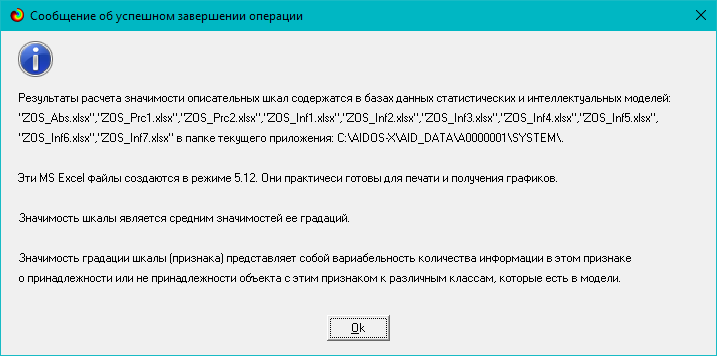 Сообщение об успешном завершении операции
Результаты расчета значимости описательных шкал содержатся в базах данных статистических и интеллектуальных моделей:
"ZOS_Abs.xlsx","ZOS_Prc1.xlsx","ZOS_Prc2.xlsx","ZOS_Inf1.xlsx","ZOS_Inf2.xlsx","ZOS_Inf3.xlsx","ZOS_Inf4.xlsx","ZOS_Inf5.xlsx",
"ZOS_Inf6.xlsx","ZOS_Inf7.xlsx" в папке текущего приложения: C:\AIDOS-X\AID_DATA\A0000001\SYSTEM\.
Эти MS Excel файлы создаются в режиме 5.12. Они практичеси готовы для печати и получения графиков.
Значимость шкалы является средним значимостей ее градаций.
Значимость градации шкалы (признака) представляет собой вариабельность количества информации в этом признаке
о принадлежности или не принадлежности объекта с этим признаком к различным классам, которые есть в модели.
Ok